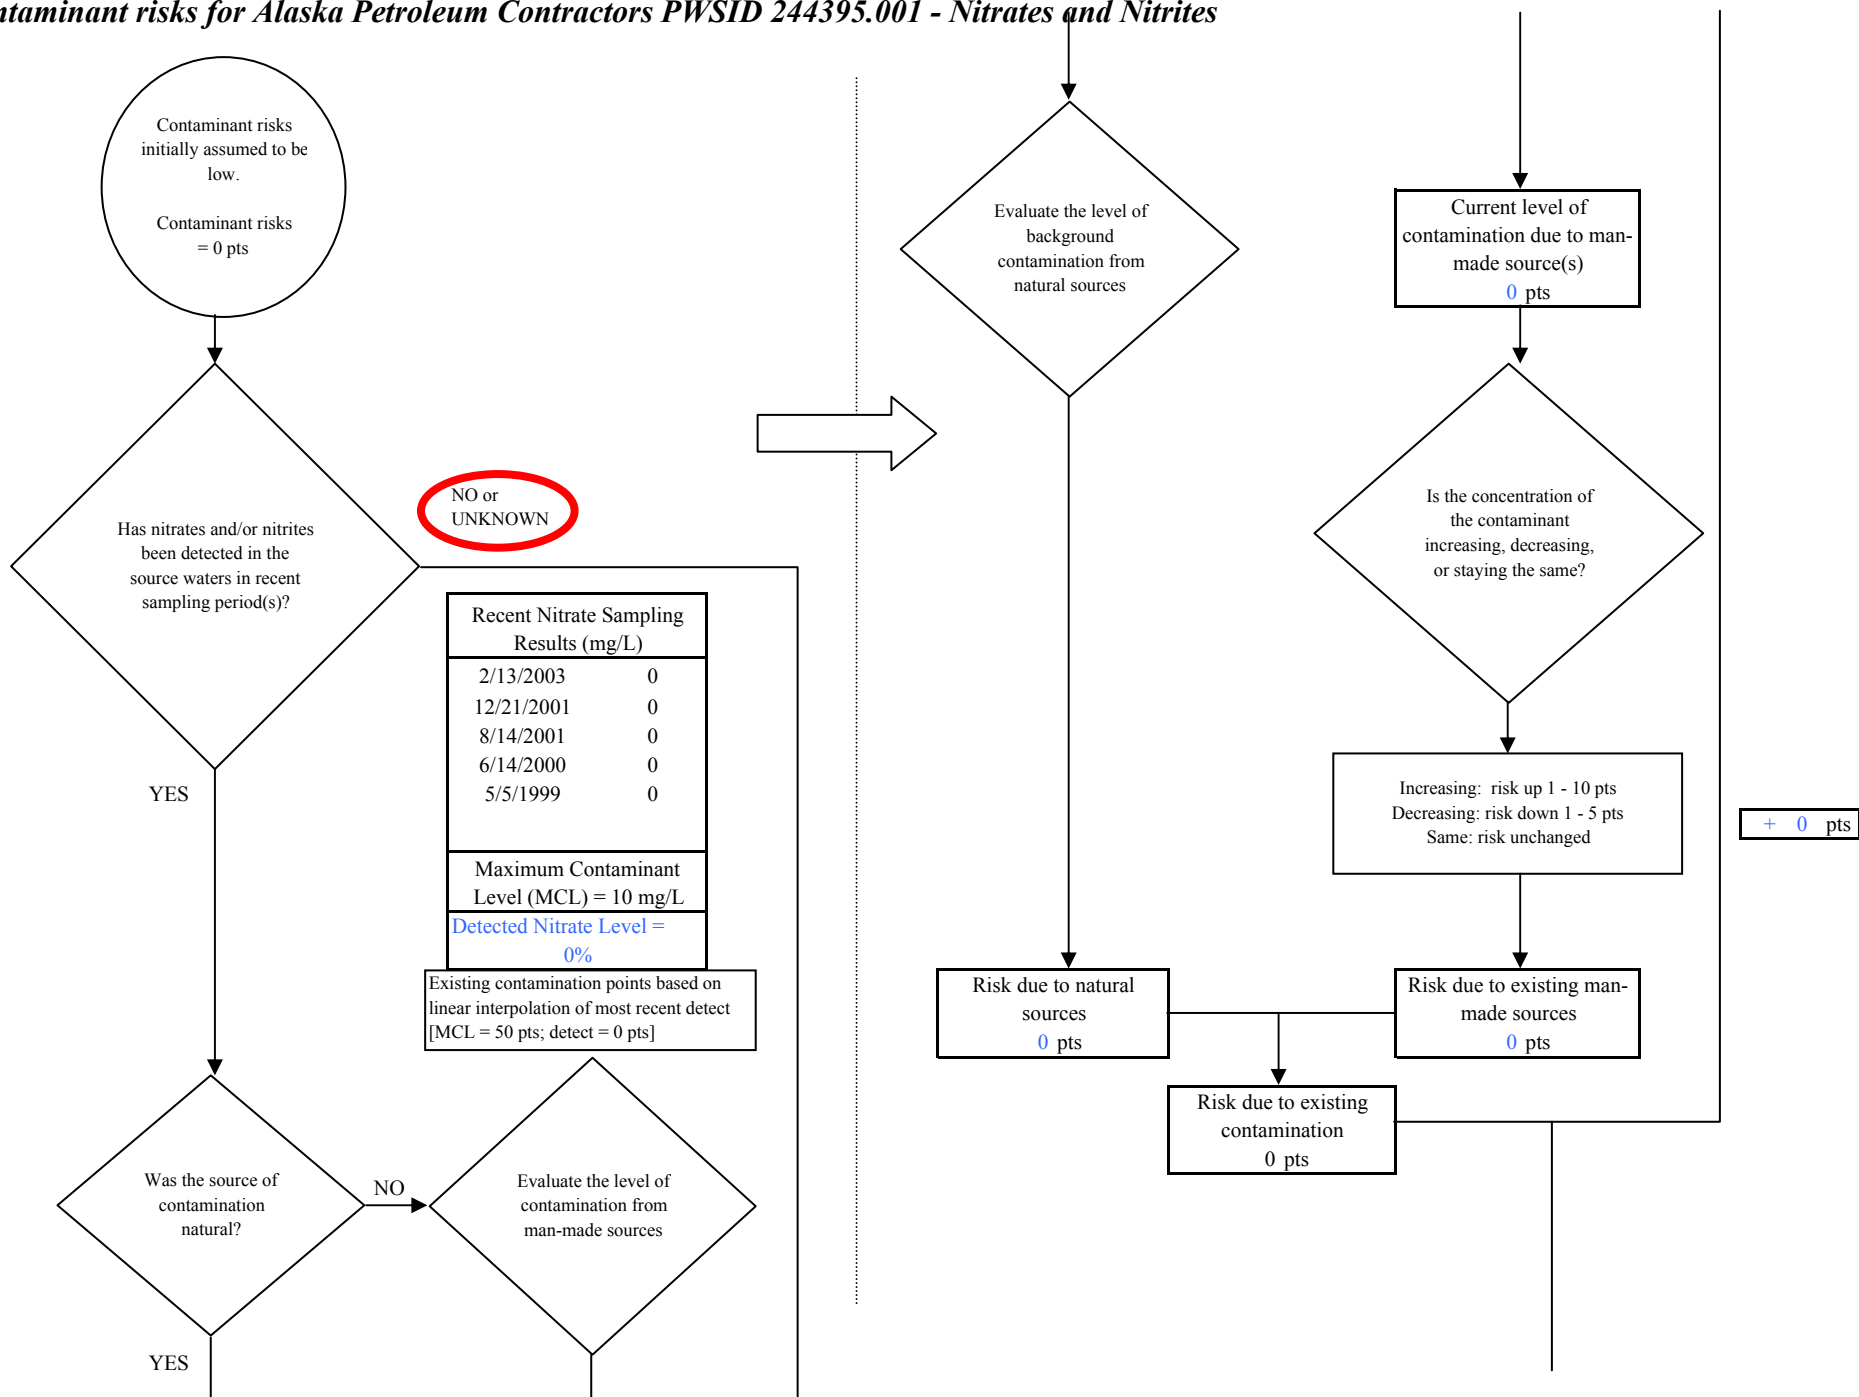 ntaminant risks for Alaska Petroleum Contractors PWSID 244395.001 - Nitrates and Nitrites
Contaminant risks
initially assumed to be
low.
Contaminant risks
= 0 pts
Has nitrates and/or nitrites
been detected in the
source waters in recent
sampling period(s)?
NO or
UNKNOWN
YES
Recent Nitrate Sampling
Results (mg/L)
2/13/2003 0
12/21/2001 0
8/14/2001 0
6/14/2000 0
5/5/1999 0
Maximum Contaminant
Level (MCL) = 10 mg/L
Detected Nitrate Level =
0%
Existing contamination points based on
linear interpolation of most recent detect
[MCL = 50 pts; detect = 0 pts]
Was the source of
contamination
natural?
NO
Evaluate the level of
contamination from
man-made sources
YES
Evaluate the level of
background
contamination from
natural sources
Current level of
contamination due to man-
made source(s)
0 pts
Is the concentration of
the contaminant
increasing, decreasing,
or staying the same?
Increasing: risk up 1 - 10 pts
Decreasing: risk down 1 - 5 pts
Same: risk unchanged
+ 0 pts
Risk due to natural
sources
0 pts
Risk due to existing man-
made sources
0 pts
Risk due to existing
contamination
0 pts